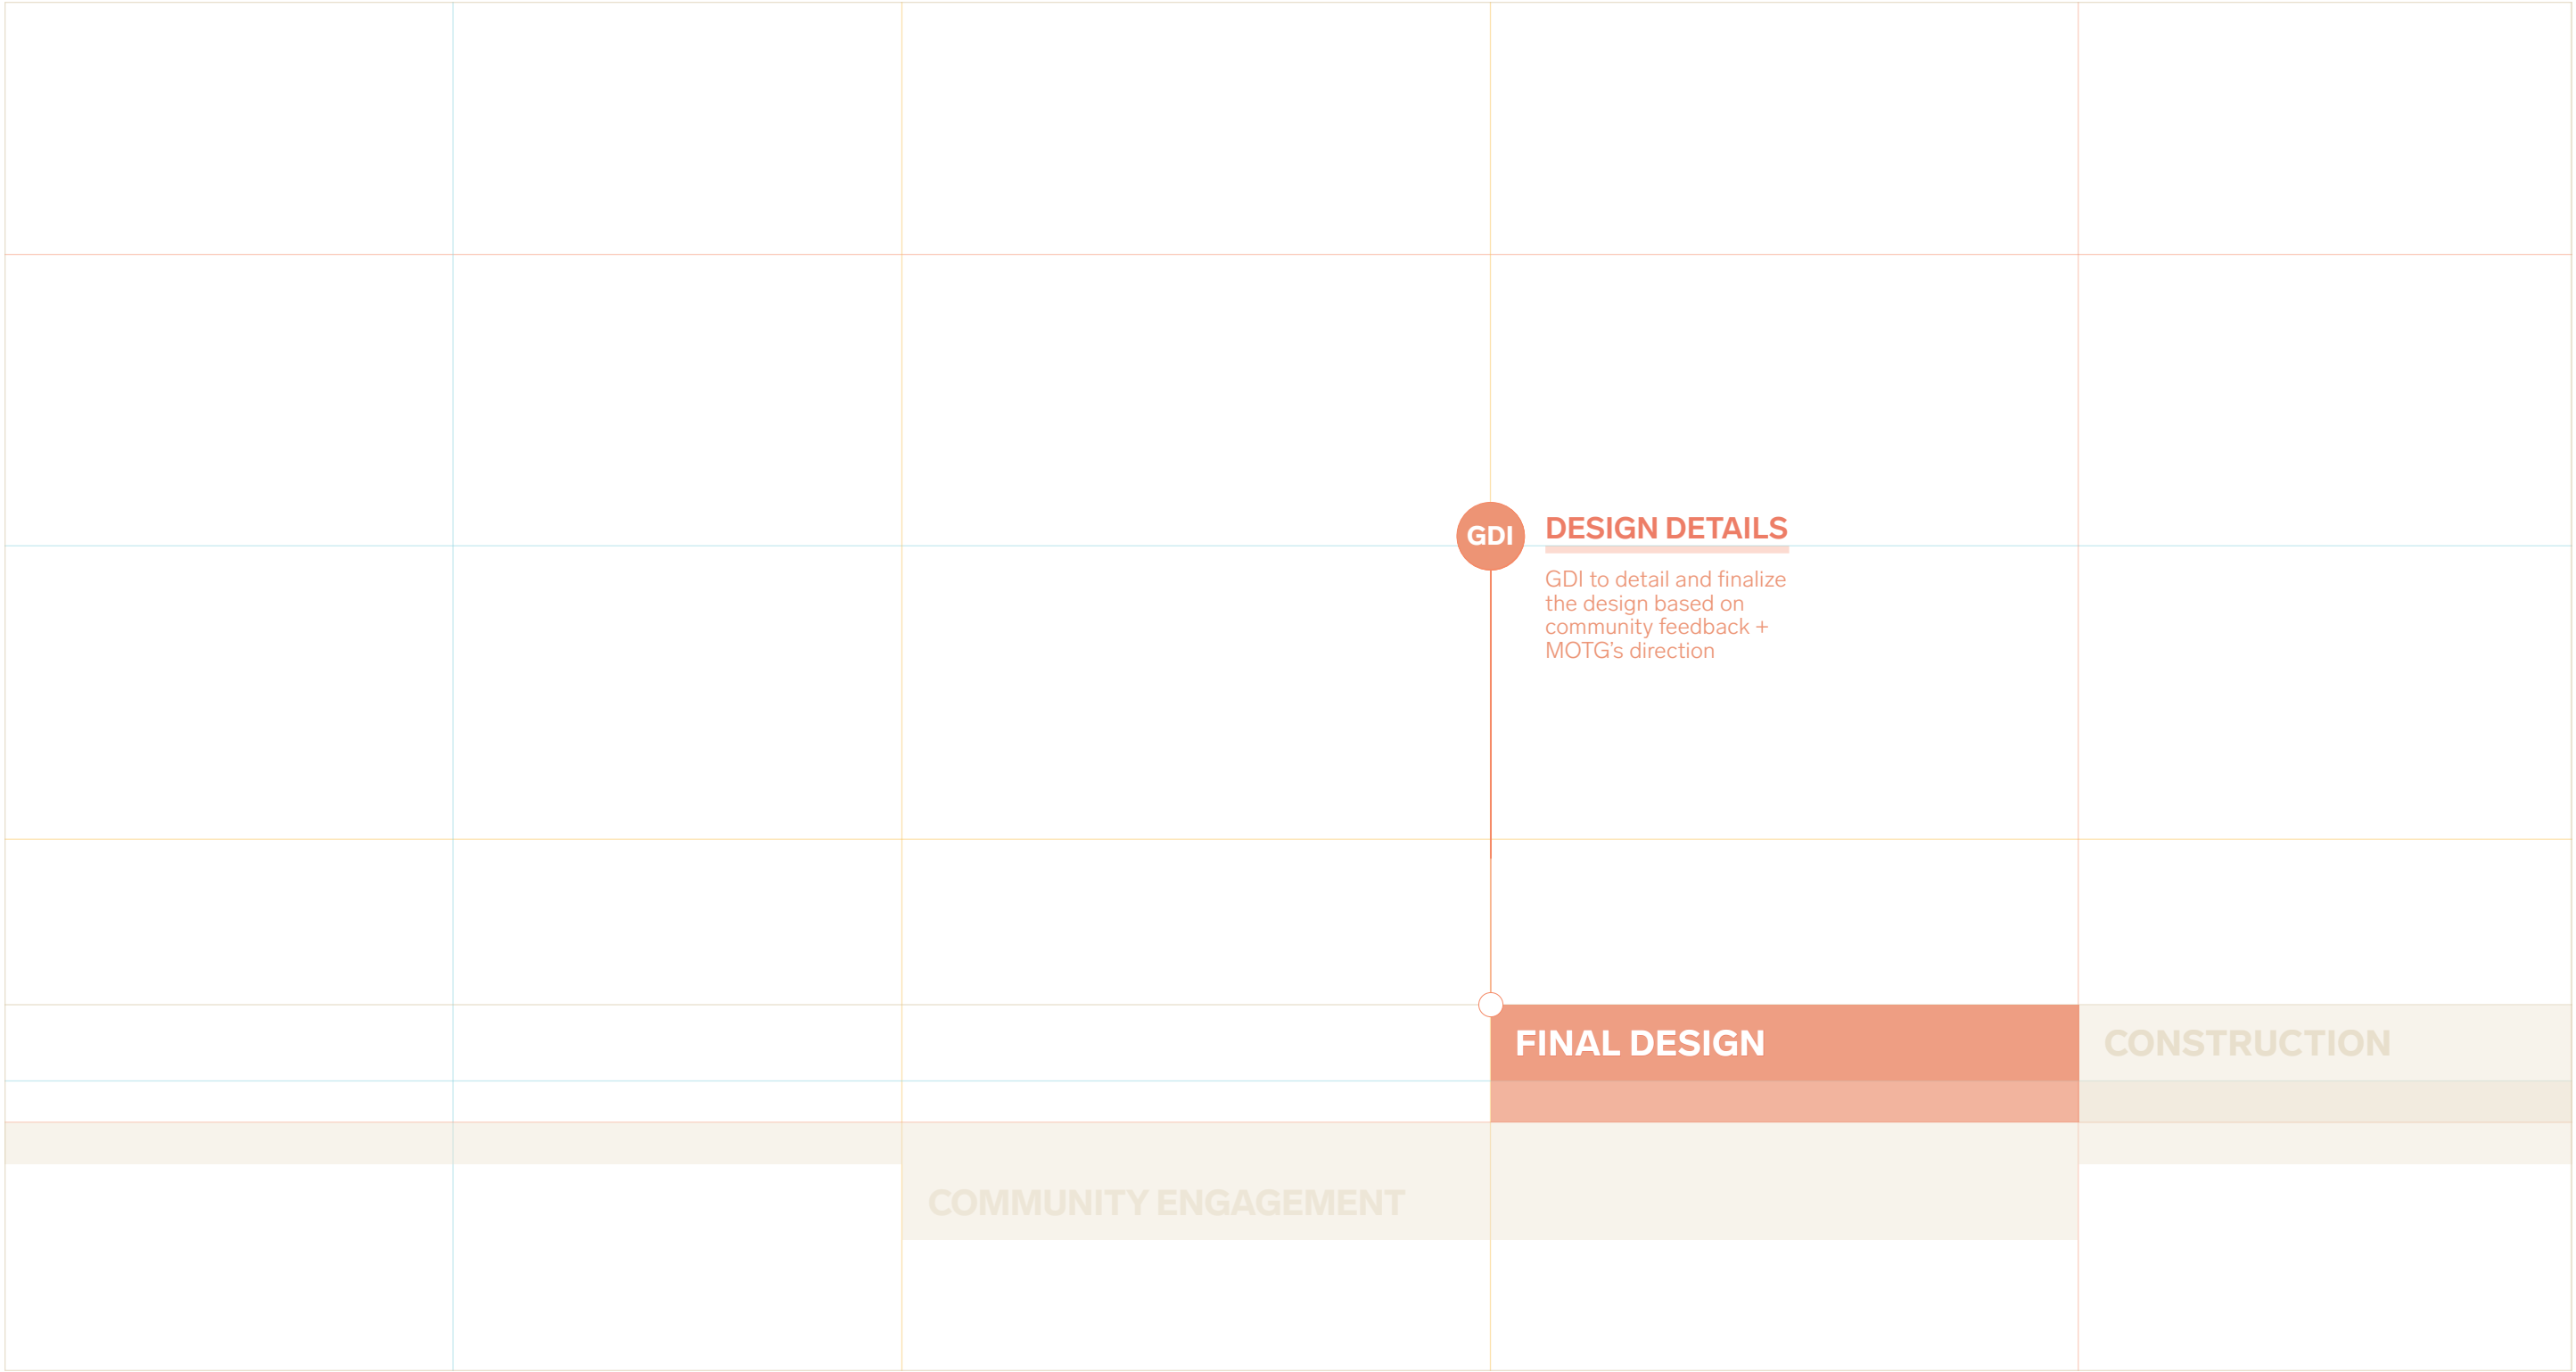 GDI
DESIGN DETAILS
GDI to detail and finalize
the design based on
community feedback +
MOTG's direction
FINAL DESIGN
CONSTRUCTION
COMMUNITY ENGAGEMENT